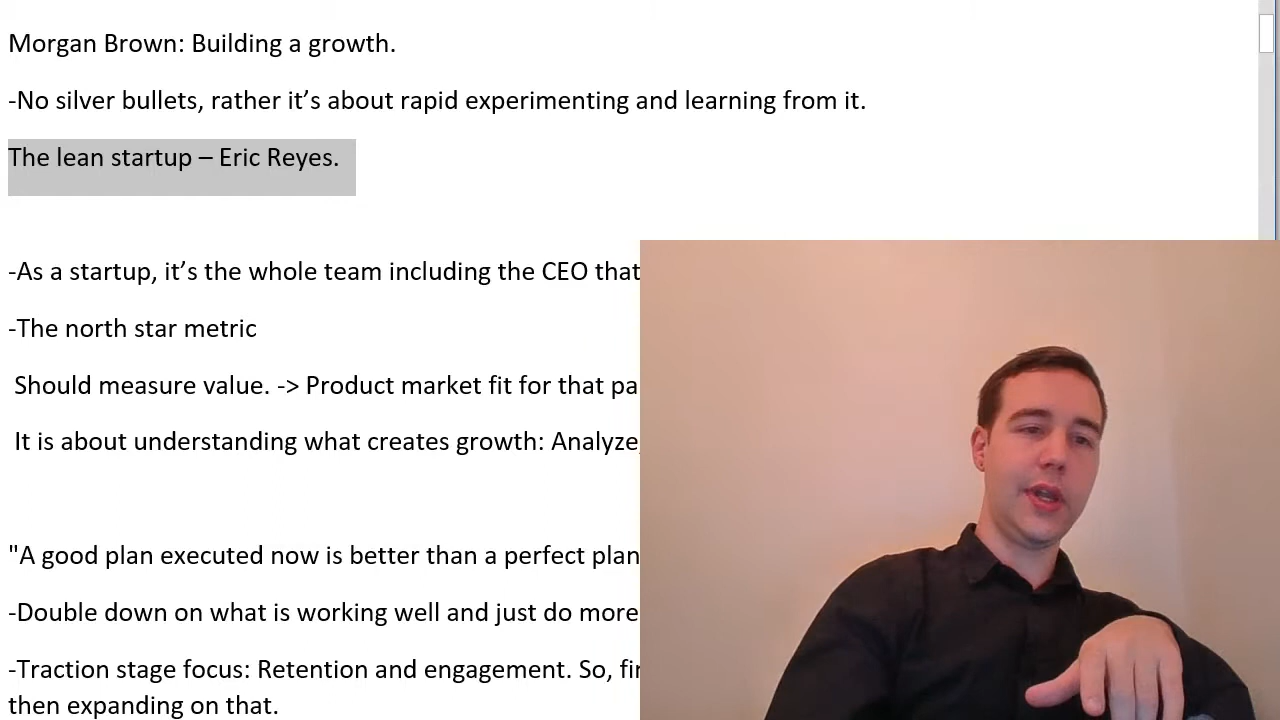 Morgan Brown: Building a growth.
-No silver bullets, rather it’s about rapid experimenting and learning from it.
The lean startup – Eric Reyes.
-As a startup, it’s the whole team including the CEO that
-The north star metric
Should measure value. -> Product market fit for that pa
It is about understanding what creates growth: Analyze,
"A good plan executed now is better than a perfect plan
-Double down on what is working well and just do more
-Traction stage focus: Retention and engagement. So, fin
then expanding on that.